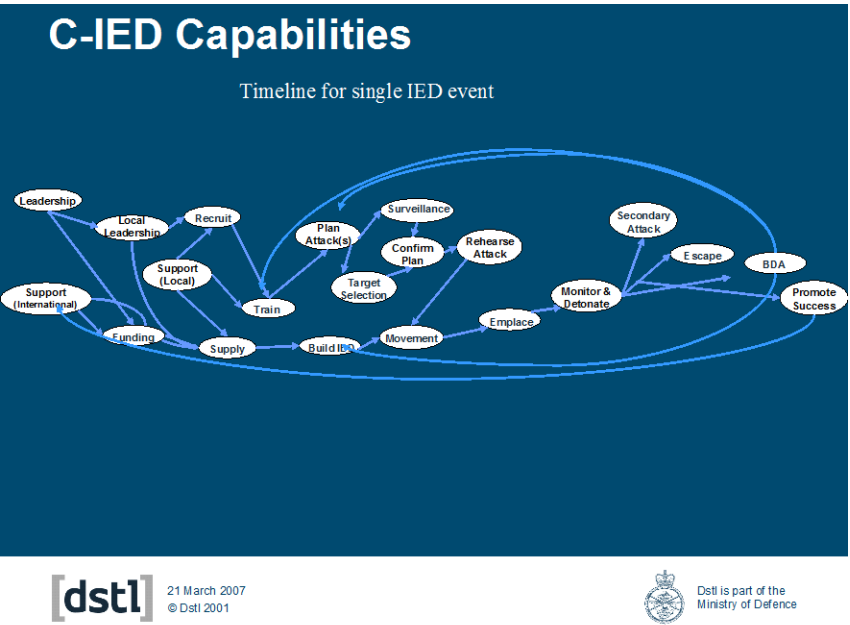 C-IED Capabilities
Timeline for single IED event
Leadership
Local
Leadership
Recruit
Support
(Local)
Support
(International)
Funding
Train
Supply
Build IED
Plan
Attack(s)
Surveillance
Confirm
Plan
Target
Selection
Rehearse
Attack
Movement
Emplace
Monitor &
Detonate
Secondary
Attack
Escape
BDA
Promote
Success
[dstl]
21 March 2007
© Dstl 2001
Dstl is part of the
Ministry of Defence